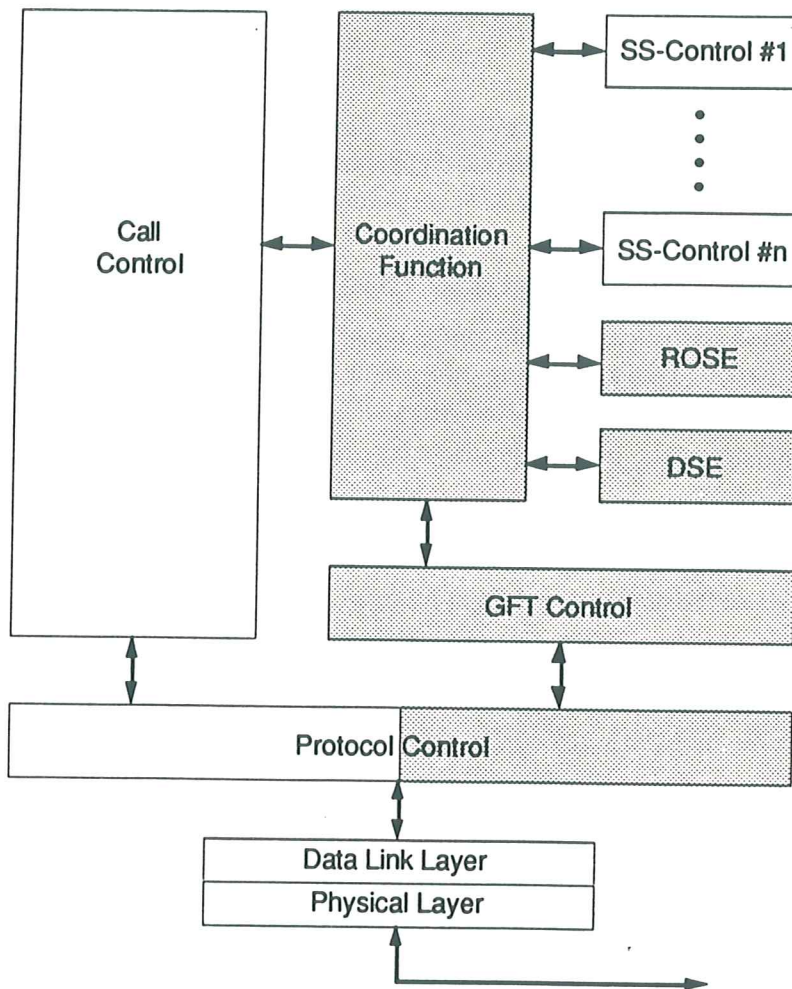 SS-Control #1
Call
Control
Coordination
Function
SS-Control #n
ROSE
DSE
GFT Control
Protocol Control
Data Link Layer
Physical Layer